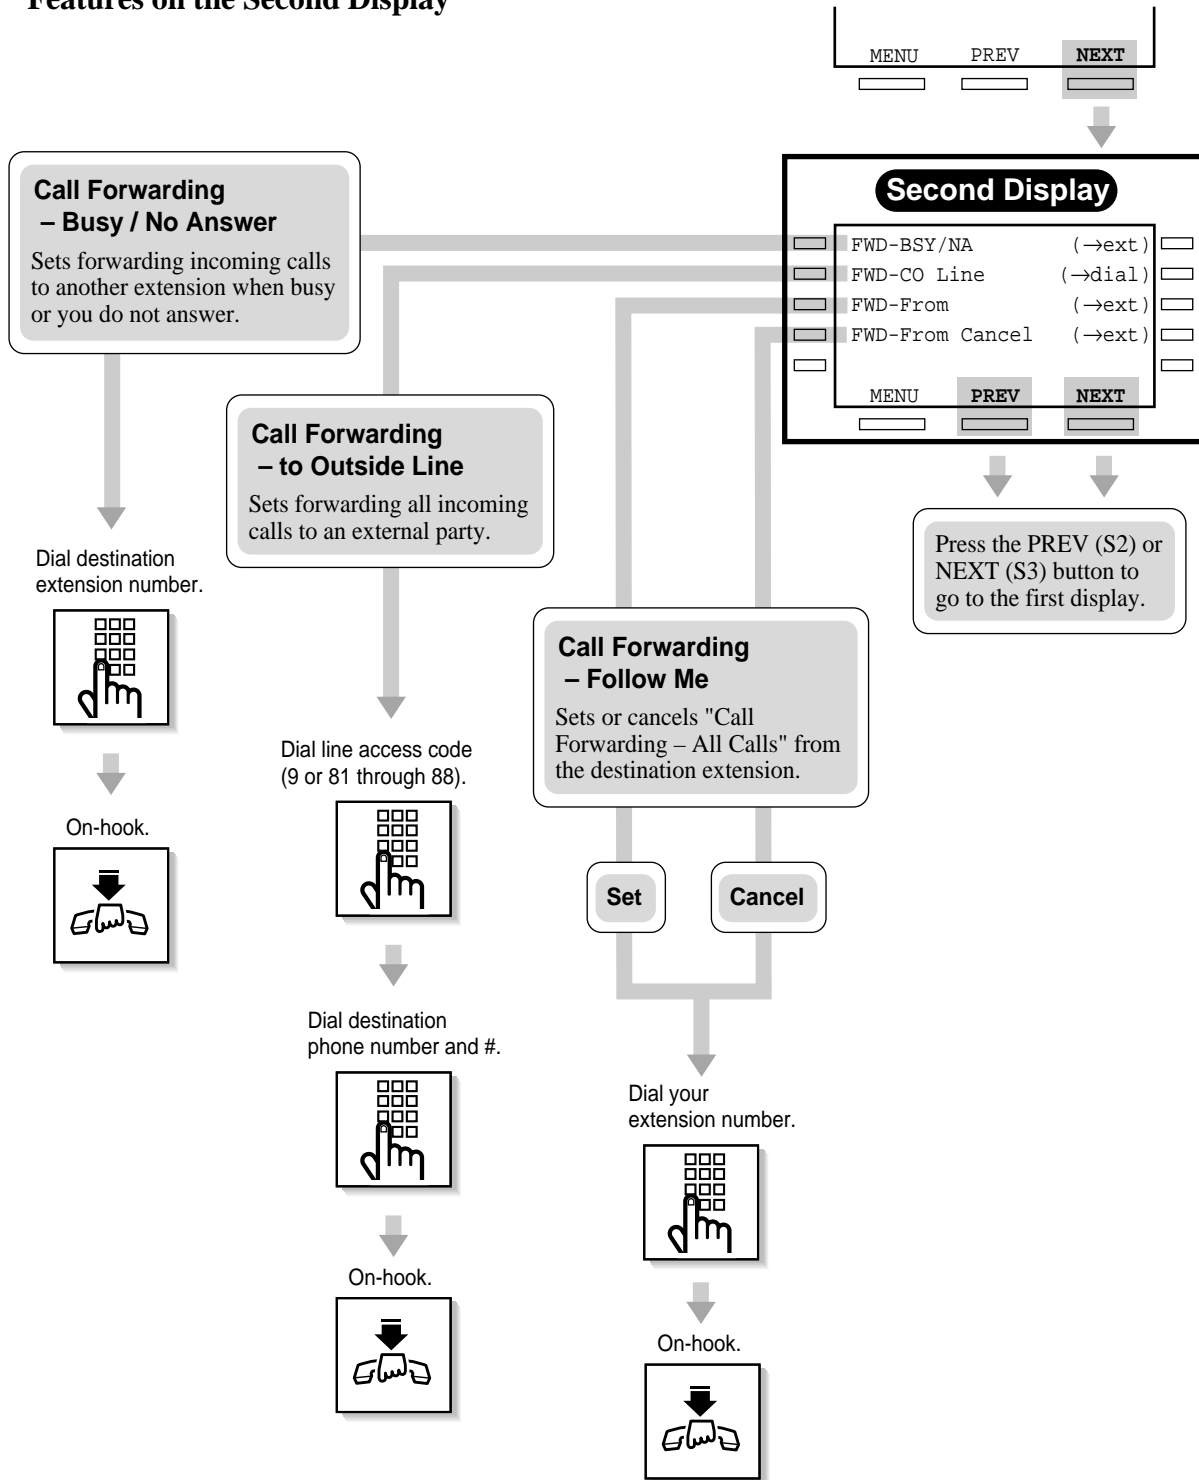 Features on the Second Display
MENU PREV NEXT
Second Display
FWD-BSY/NA (→ext)
FWD-CO Line (→dial)
FWD-From (→ext)
FWD-From Cancel (→ext)
MENU PREV NEXT
Press the PREV (S2) or
NEXT (S3) button to
go to the first display.
Call Forwarding
– Busy / No Answer
Sets forwarding incoming calls
to another extension when busy
or you do not answer.
Dial destination
extension number.
On-hook.
Call Forwarding
– to Outside Line
Sets forwarding all incoming
calls to an external party.
Dial line access code
(9 or 81 through 88).
Dial destination
phone number and #.
On-hook.
Call Forwarding
– Follow Me
Sets or cancels "Call
Forwarding – All Calls" from
the destination extension.
Set Cancel
Dial your
extension number.
On-hook.